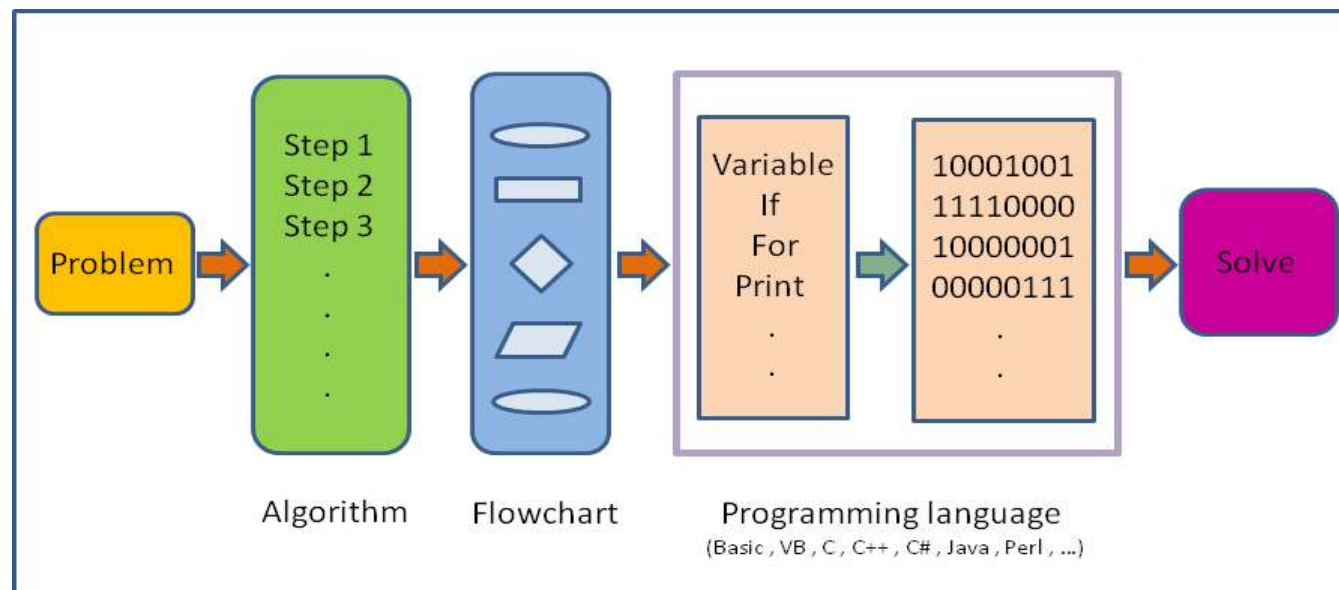 Problem
Step 1
Step 2
Step 3
.
.
.
.
Variable
If
For
Print
.
.
10001001
11110000
10000001
00000111
.
.
Solve
Algorithm
Flowchart
Programming language
(Basic , VB , C , C++ , C# , Java , Perl , ...)